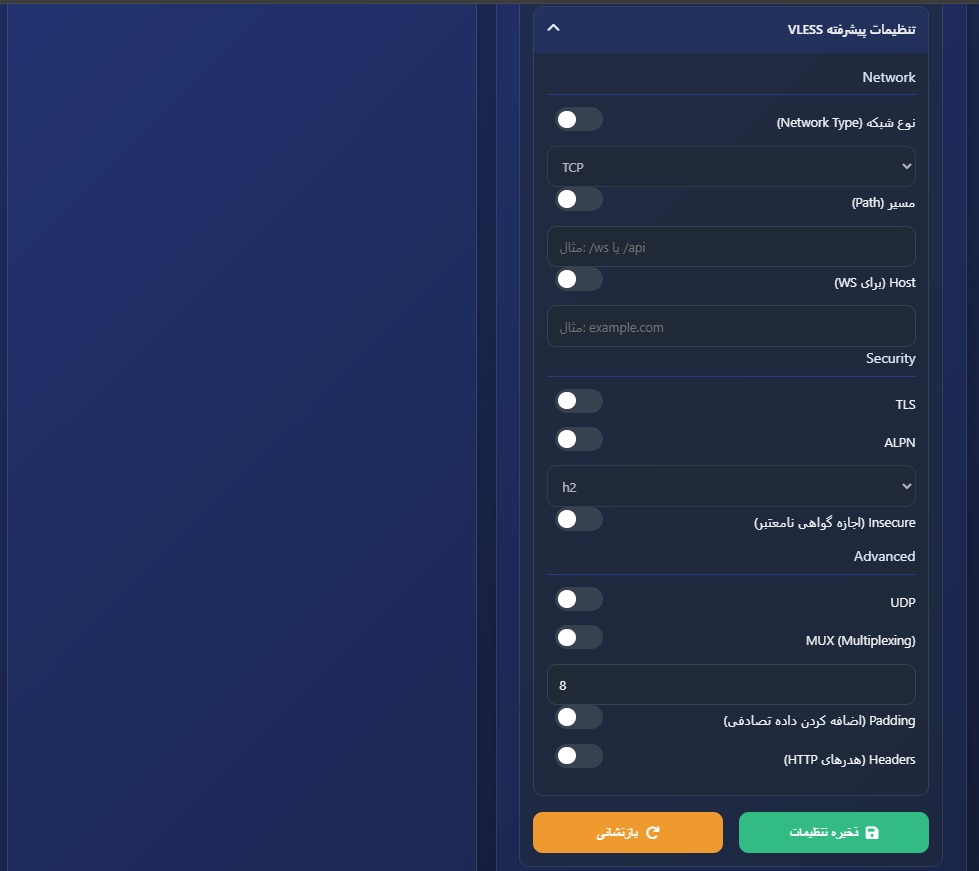 تنظیمات پیشرفته VLESS
Network
نوع شبکه (Network Type)
TCP
مسیر (Path)
مثال: /ws یا /api
Host (برای WS)
مثال: example.com
Security
TLS
ALPN
h2
Insecure (اجازه گواهی نامعتبر)
Advanced
UDP
MUX (Multiplexing)
8
Padding (اضافه کردن داده تصادفی)
Headers (هدرهای HTTP)
ذخیره تنظیمات
بازنشانی